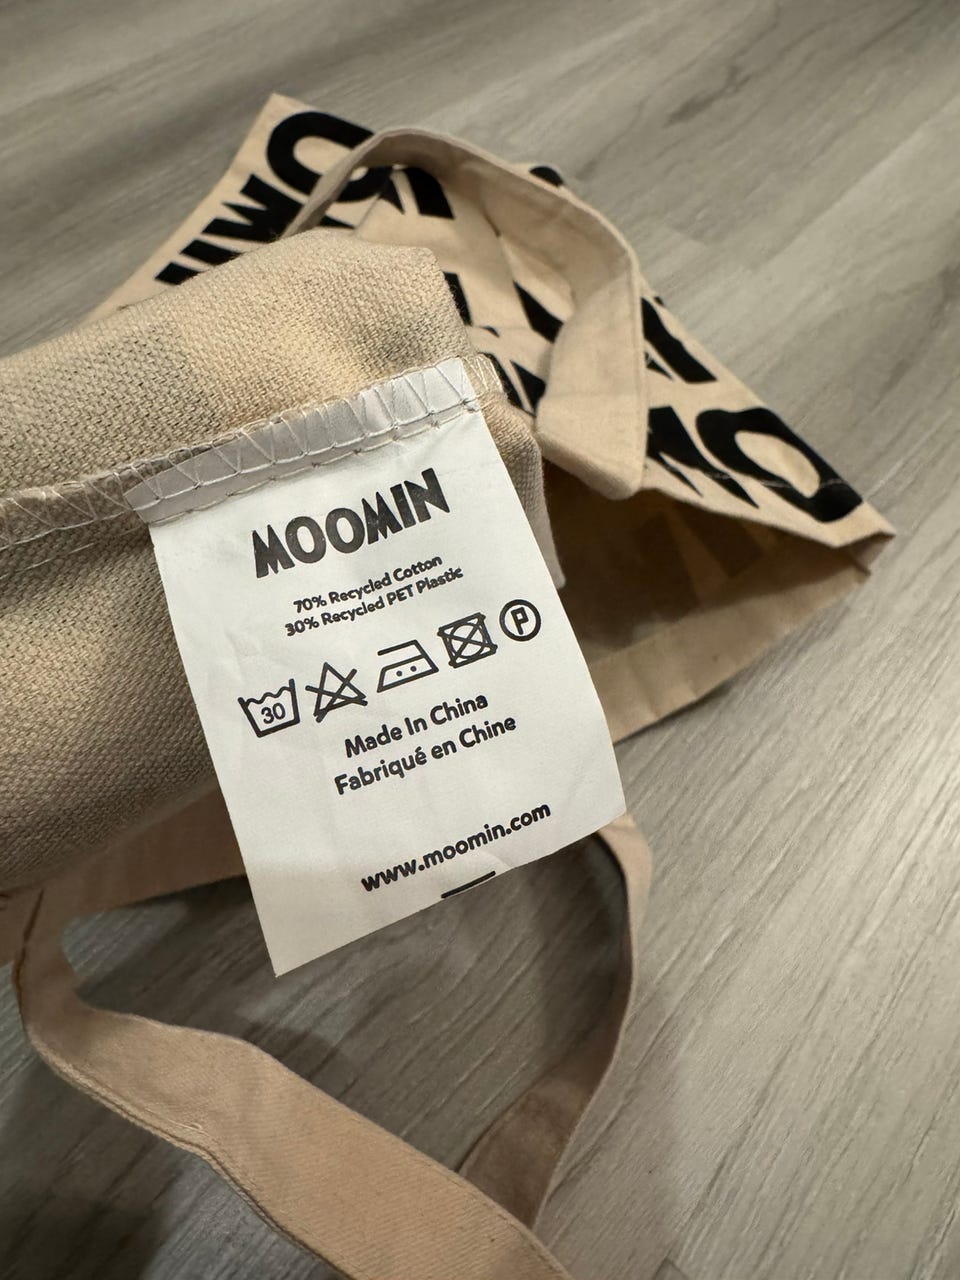 MOOMIN
70% Recycled Cotton
30% Recycled PET Plastic
30
P
Made In China
Fabriqué en Chine
www.moomin.com